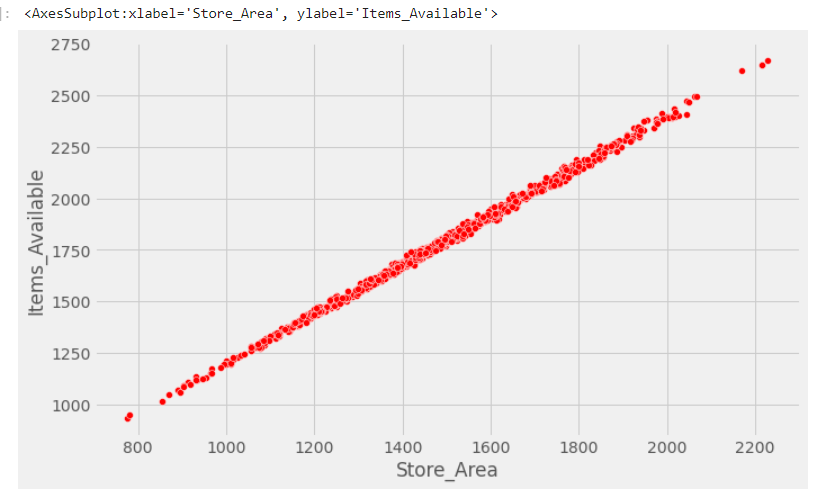 ]: <AxesSubplot:xlabel='Store_Area', ylabel='Items_Available'>
2750
2500
2250
2000
1750
1500
1250
1000
Items_Available
800 1000 1200 1400 1600 1800 2000 2200
Store_Area